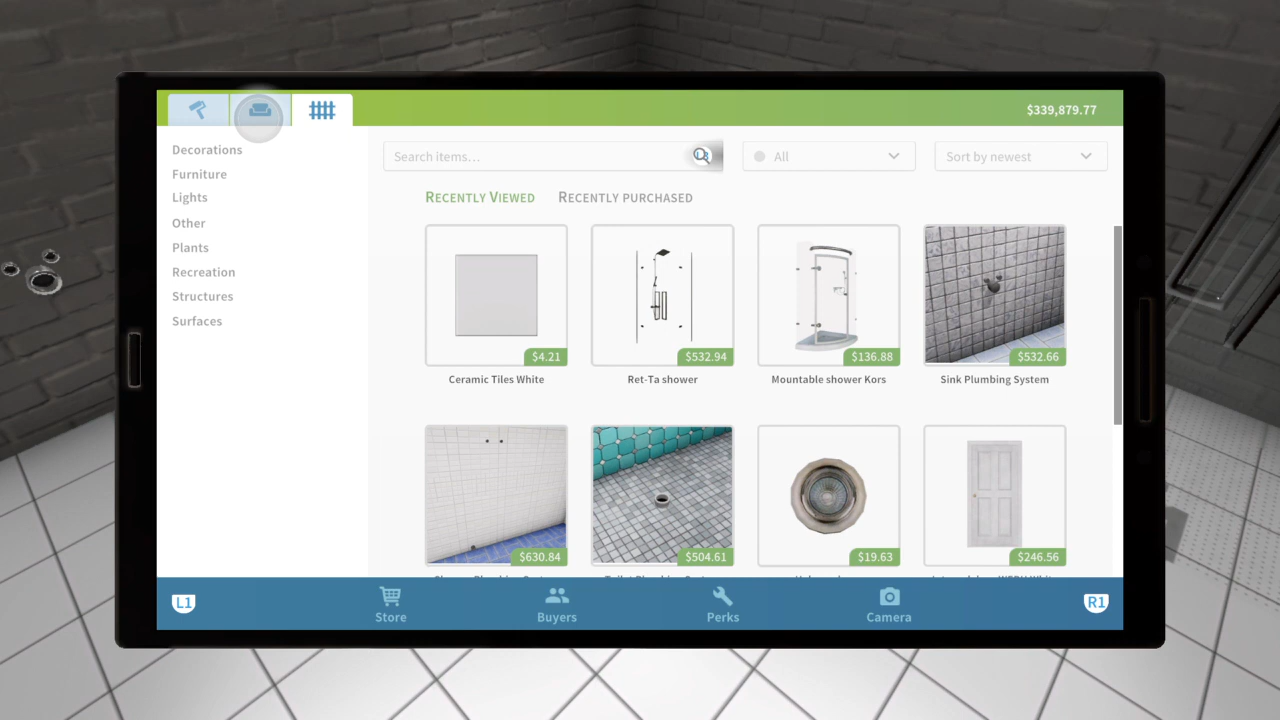 $339,879.77
Decorations
Furniture
Lights
Other
Plants
Recreation
Structures
Surfaces
Search items...
All
Sort by newest
Recently Viewed
Recently purchased
$4.21
$532.94
$136.88
$532.66
Ceramic Tiles White
Ret-Ta shower
Mountable shower Kors
Sink Plumbing System
$630.84
$504.61
$19.63
$246.56
L1
Store
Buyers
Perks
Camera
R1